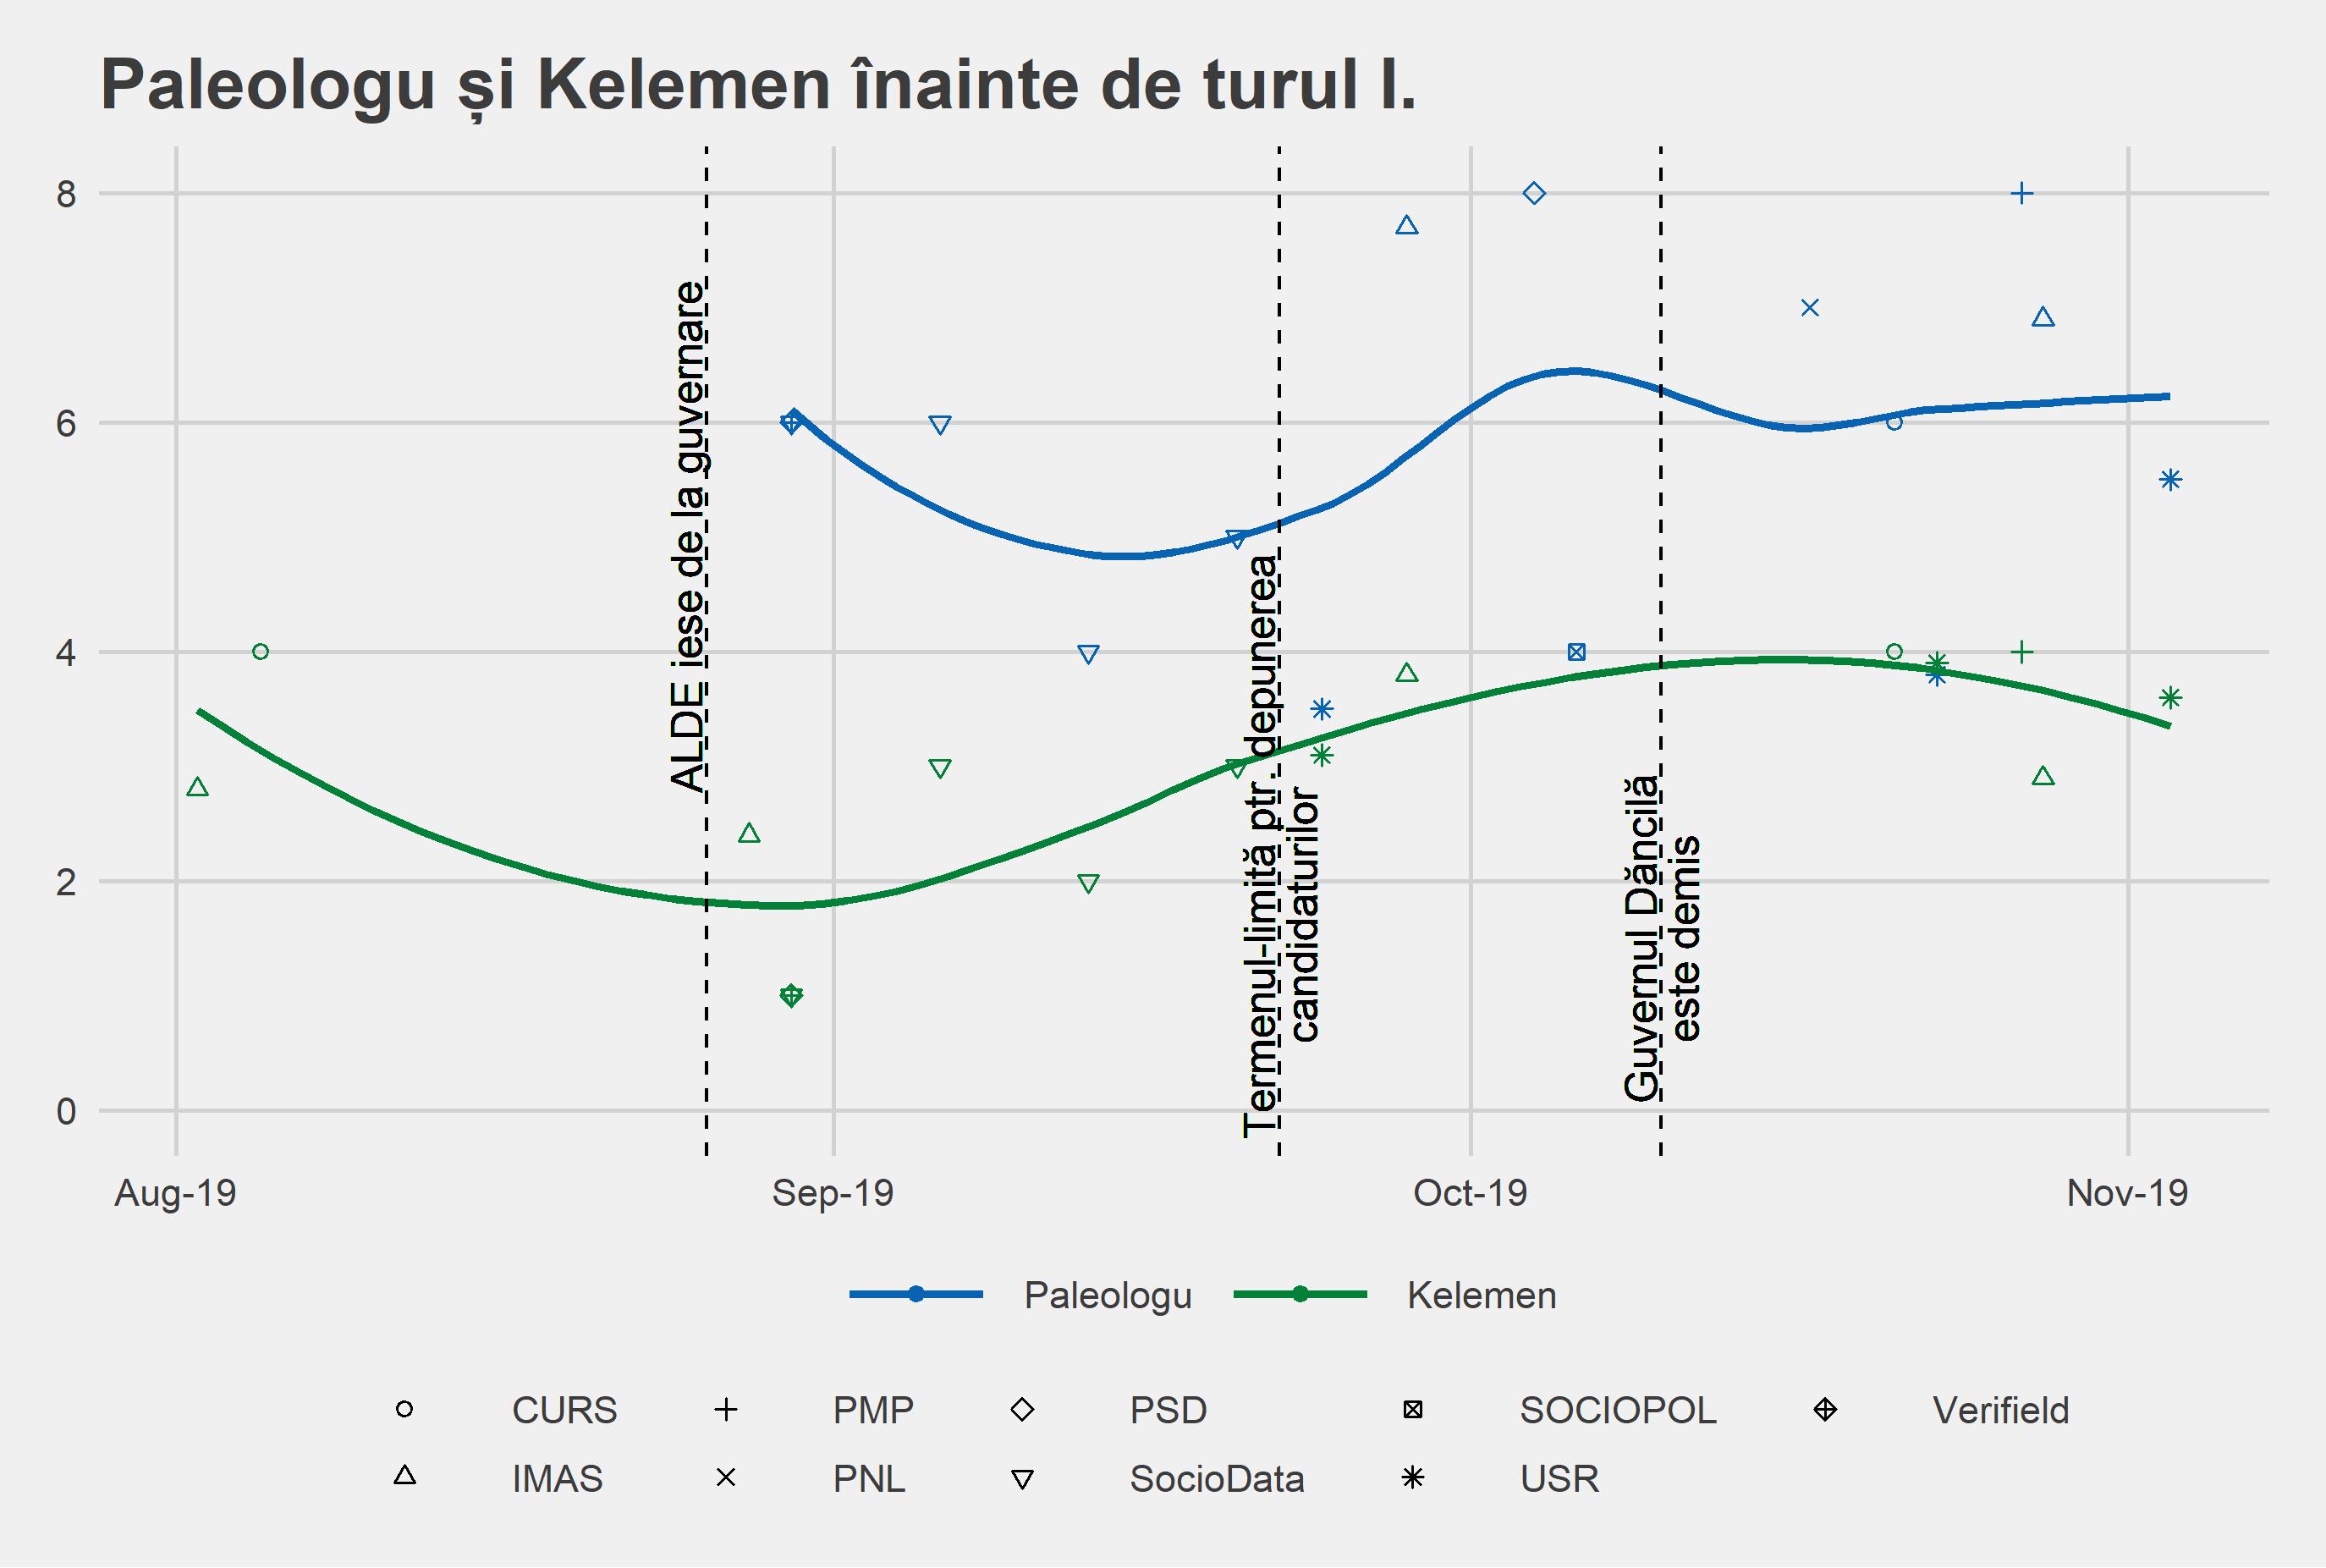 Paleologu și Kelemen înainte de turul I.
8
6
4
2
0
ALDE iese de la guvernare
Termenul-limită ptr. depunerea
candidaturilor
Guvernul Dăncilă
este demis
Aug-19
Sep-19
Oct-19
Nov-19
Paleologu
Kelemen
CURS
PMP
PSD
SOCIOPOL
Verifield
IMAS
PNL
SocioData
USR